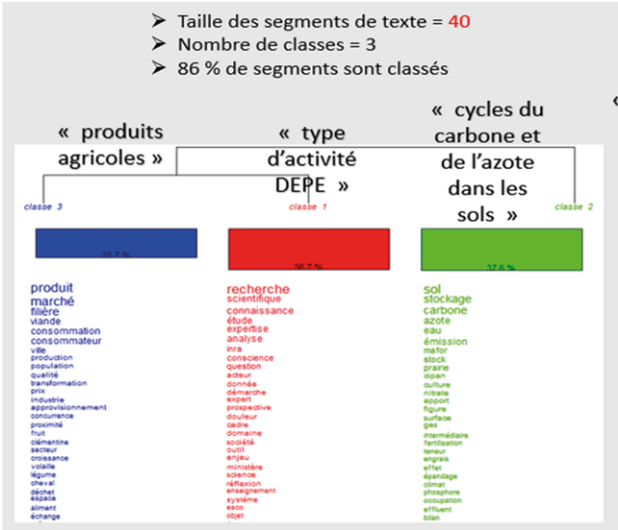 ➤ Taille des segments de texte = 40
➤ Nombre de classes = 3
➤ 86 % de segments sont classés
« produits
agricoles »
« type
d’activité
DEPE »
« cycles du
carbone et
de l’azote
dans les
sols »
«
classe 3
classe 1
classe 2
25.7 %
36.7 %
37.6 %
produit
marché
filière
viande
consommation
consommateur
ville
production
population
qualité
transformation
prix
industrie
approvisionnement
concurrence
proximité
fruit
clémentine
secteur
croissance
volaille
légume
cheval
déchet
espace
aliment
échange
recherche
scientifique
connaissance
étude
expertise
analyse
inra
conscience
question
acteur
donnée
démarche
expert
prospective
douleur
cadre
domaine
société
outil
enjeu
ministère
science
réflexion
enseignement
système
esco
objet
sol
stockage
carbone
azote
eau
émission
mafor
stock
prairie
cipan
culture
nitrate
apport
figure
surface
ges
intermédiaire
fertilisation
teneur
engrais
effet
épandage
climat
phosphore
occupation
effluent
bilan